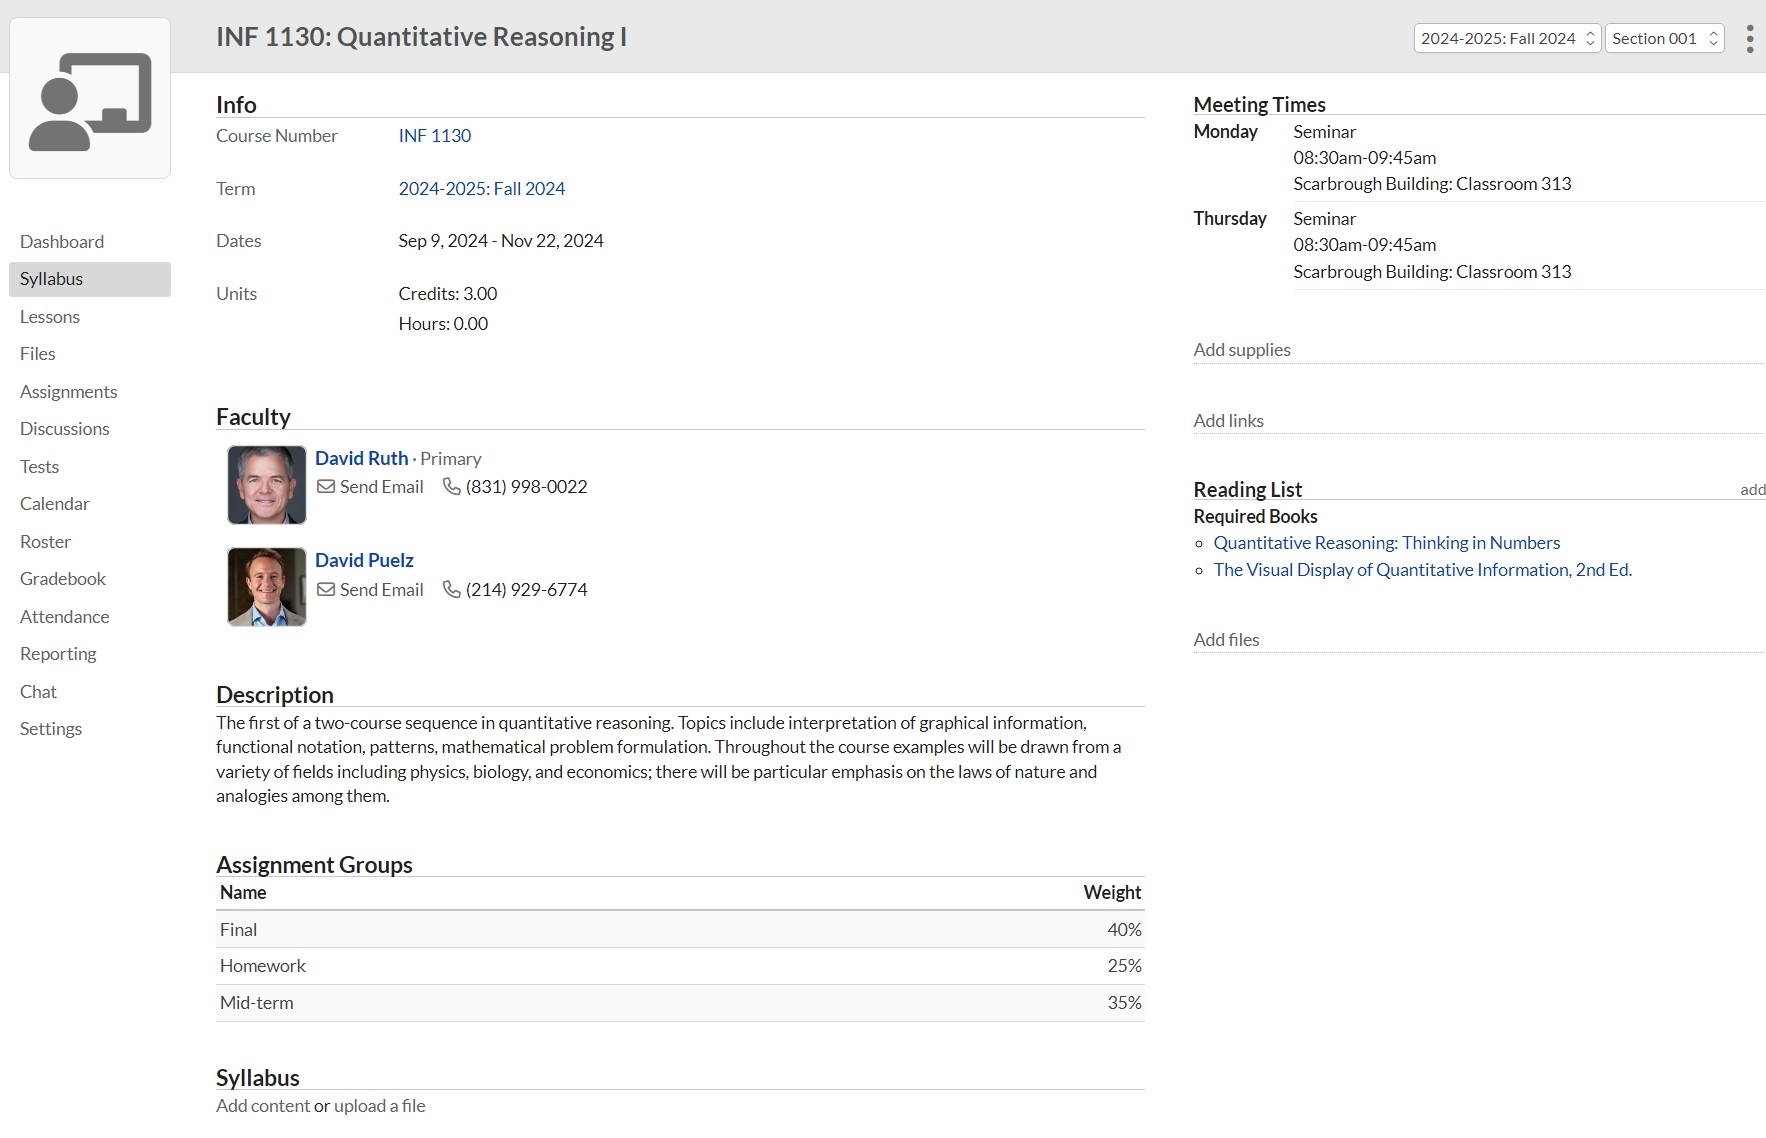 INF 1130: Quantitative Reasoning I
2024-2025: Fall 2024
Section 001
Dashboard
Syllabus
Lessons
Files
Assignments
Discussions
Tests
Calendar
Roster
Gradebook
Attendance
Reporting
Chat
Settings
Info
Course Number INF 1130
Term 2024-2025: Fall 2024
Dates Sep 9, 2024 - Nov 22, 2024
Units Credits: 3.00
Hours: 0.00
Faculty
David Ruth · Primary
Send Email (831) 998-0022
David Puelz
Send Email (214) 929-6774
Description
The first of a two-course sequence in quantitative reasoning. Topics include interpretation of graphical information,
functional notation, patterns, mathematical problem formulation. Throughout the course examples will be drawn from a
variety of fields including physics, biology, and economics; there will be particular emphasis on the laws of nature and
analogies among them.
Assignment Groups
Name Weight
Final 40%
Homework 25%
Mid-term 35%
Syllabus
Add content or upload a file
Meeting Times
Monday Seminar
08:30am-09:45am
Scarbrough Building: Classroom 313
Thursday Seminar
08:30am-09:45am
Scarbrough Building: Classroom 313
Add supplies
Add links
Reading List add
Required Books
Quantitative Reasoning: Thinking in Numbers
The Visual Display of Quantitative Information, 2nd Ed.
Add files